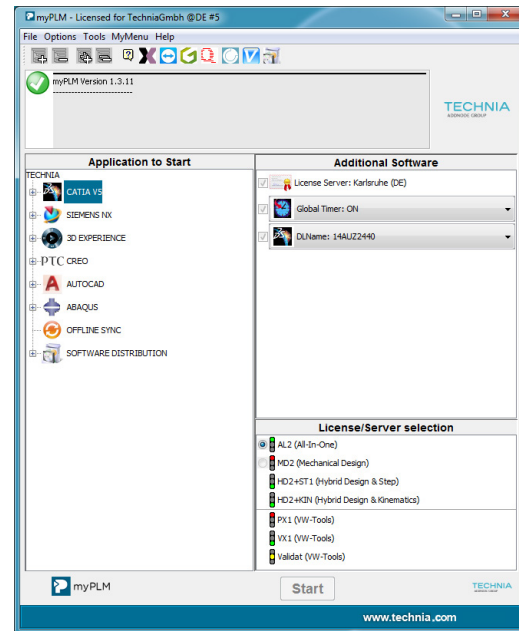 myPLM - Licensed for TechniaGmbh @DE #5
File Options Tools MyMenu Help
myPLM Version 1.3.11
TECHNIA
ADDNODE GROUP
Application to Start
Additional Software
TECHNIA
CATIA V5
SIEMENS NX
3D EXPERIENCE
PTC CREO
AUTOCAD
ABAQUS
OFFLINE SYNC
SOFTWARE DISTRIBUTION
License Server: Karlsruhe (DE)
Global Timer: ON
DLName: 14AUZ2440
License/Server selection
AL2 (All-In-One)
MD2 (Mechanical Design)
HD2+ST1 (Hybrid Design & Step)
HD2+KIN (Hybrid Design & Kinematics)
PX1 (VW-Tools)
VX1 (VW-Tools)
Validat (VW-Tools)
myPLM
Start
TECHNIA
www.technia.com